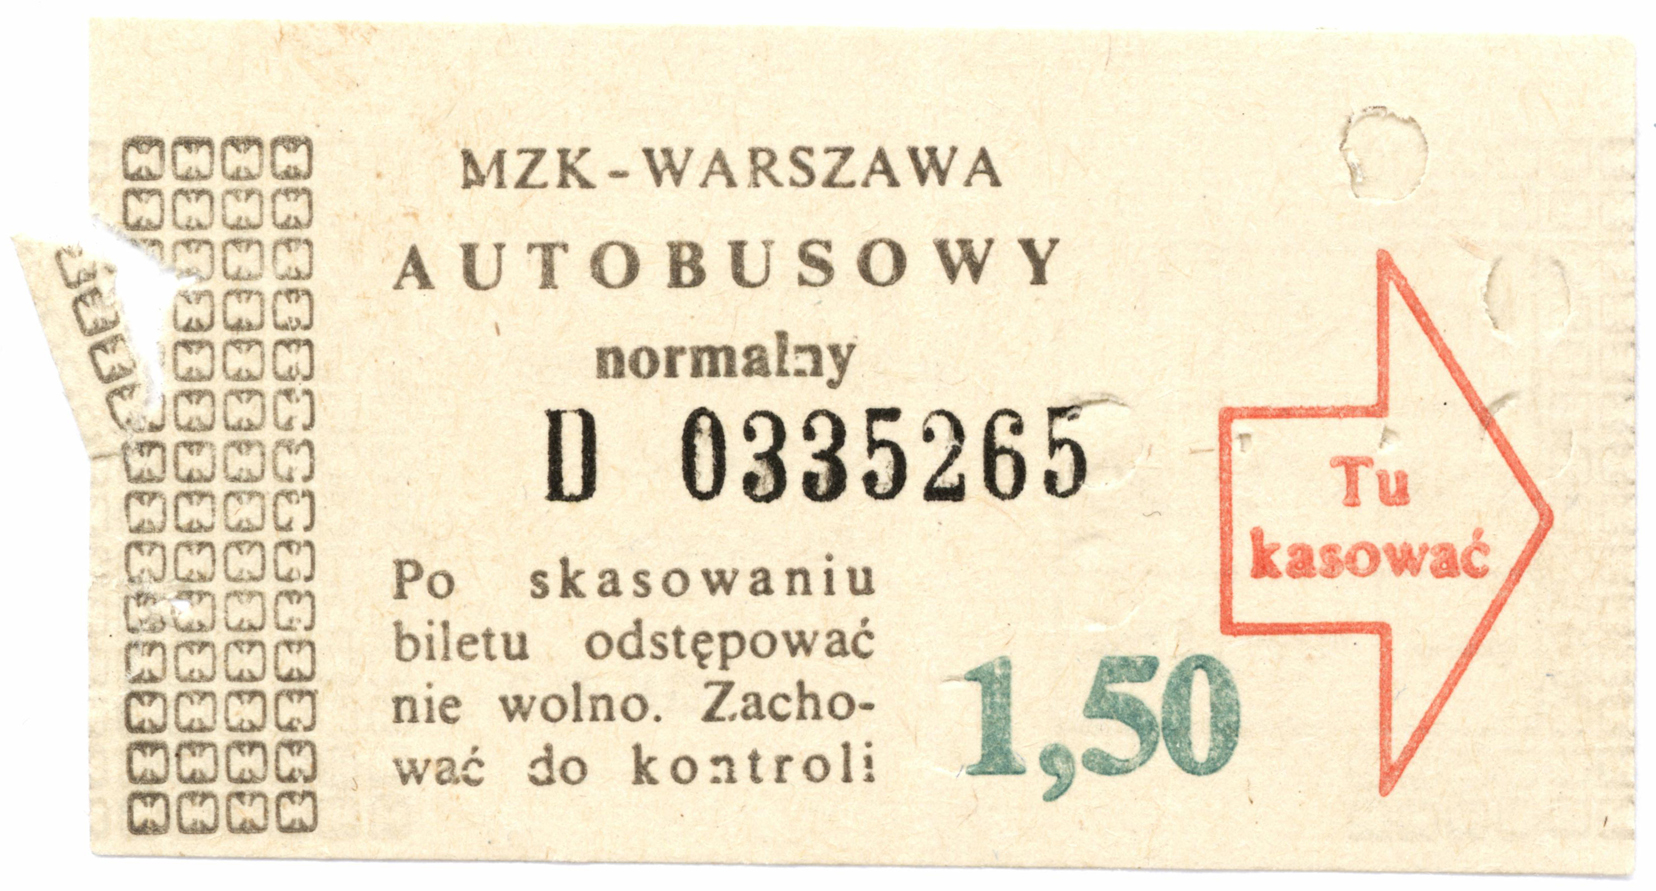 MZK-WARSZAWA
AUTOBUSOWY
normalny
D 0335265
Po skasowaniu
biletu odstępować
nie wolno. Zacho-
wać do kontroli
1,50
Tu
kasować